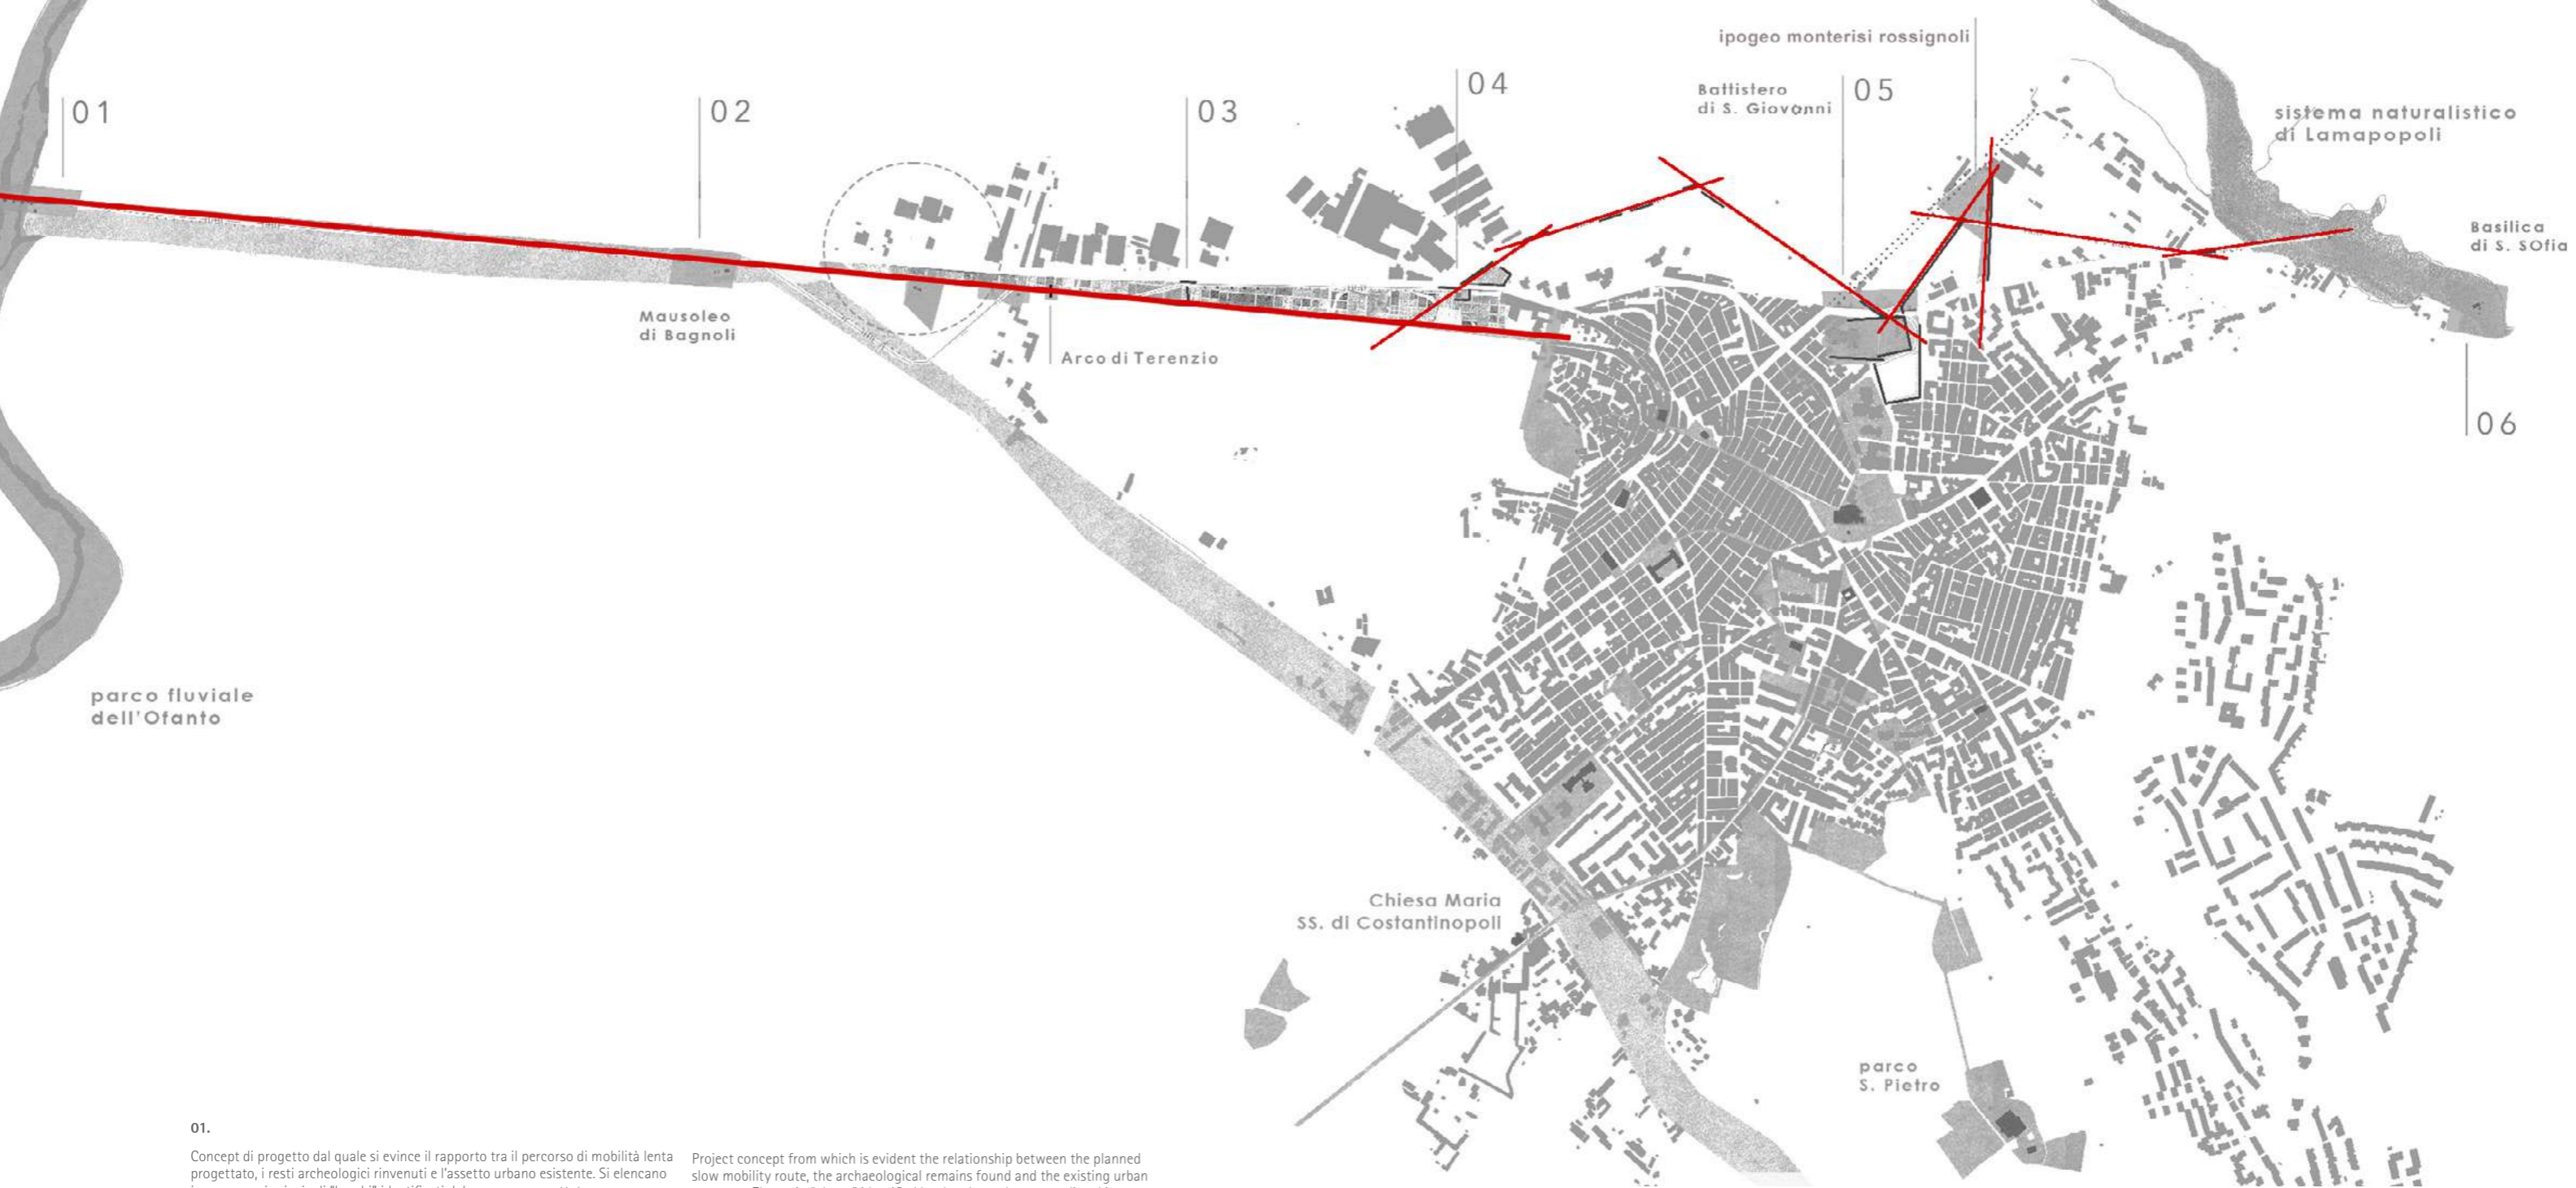 ipogeo monterisi rossignoli
01
02
03
04
Battistero
di S. Giovanni
05
sistema naturalistico
di Lamapopoli
Basilica
di S. SOfia
Mausoleo
di Bagnoli
Arco di Terenzio
06
parco fluviale
dell'Ofanto
Chiesa Maria
SS. di Costantinopoli
parco
S. Pietro
01.
Concept di progetto dal quale si evince il rapporto tra il percorso di mobilità lenta
progettato, i resti archeologici rinvenuti e l'assetto urbano esistente. Si elencano
Project concept from which is evident the relationship between the planned
slow mobility route, the archaeological remains found and the existing urban